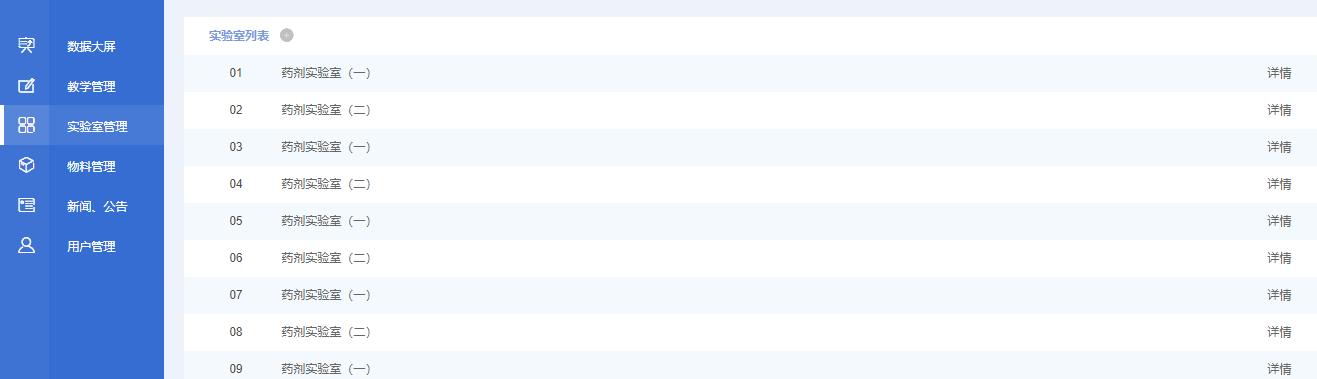 数据大屏
教学管理
实验室管理
物料管理
新闻、公告
用户管理
实验室列表
01 药剂实验室（一） 详情
02 药剂实验室（二） 详情
03 药剂实验室（一） 详情
04 药剂实验室（二） 详情
05 药剂实验室（一） 详情
06 药剂实验室（二） 详情
07 药剂实验室（一） 详情
08 药剂实验室（二） 详情
09 药剂实验室（一） 详情